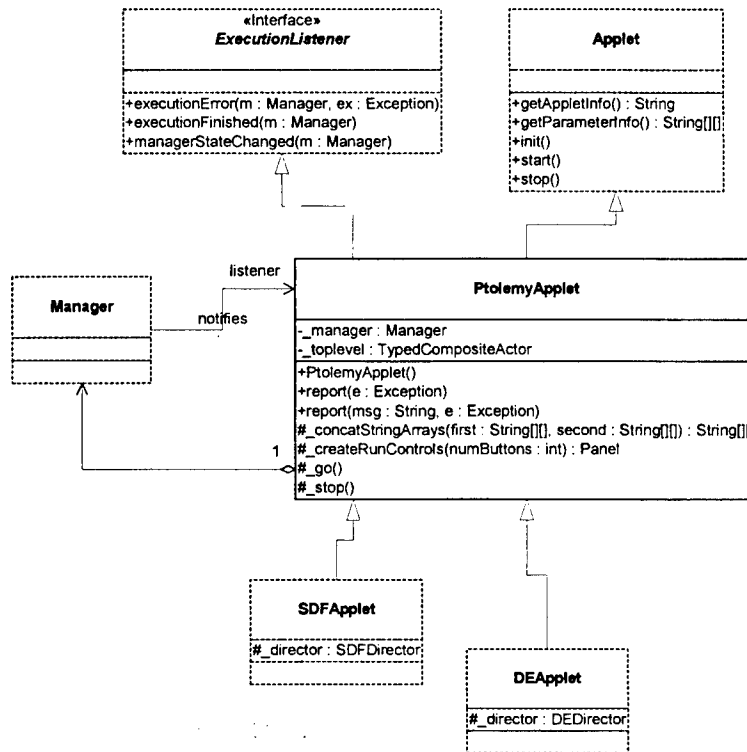 «Interface»
ExecutionListener
+executionError(m : Manager, ex : Exception)
+executionFinished(m : Manager)
+managerStateChanged(m : Manager)
Applet
+getAppletInfo() : String
+getParameterInfo() : String[][]
+init()
+start()
+stop()
Manager
listener
notifies
1
PtolemyApplet
-_manager : Manager
-_toplevel : TypedCompositeActor
+PtolemyApplet()
+report(e : Exception)
+report(msg : String, e : Exception)
#_concatStringArrays(first : String[][], second : String[][]) : String[][]
#_createRunControls(numButtons : int) : Panel
#_go()
#_stop()
SDFApplet
#_director : SDFDirector
DEApplet
#_director : DEDirector